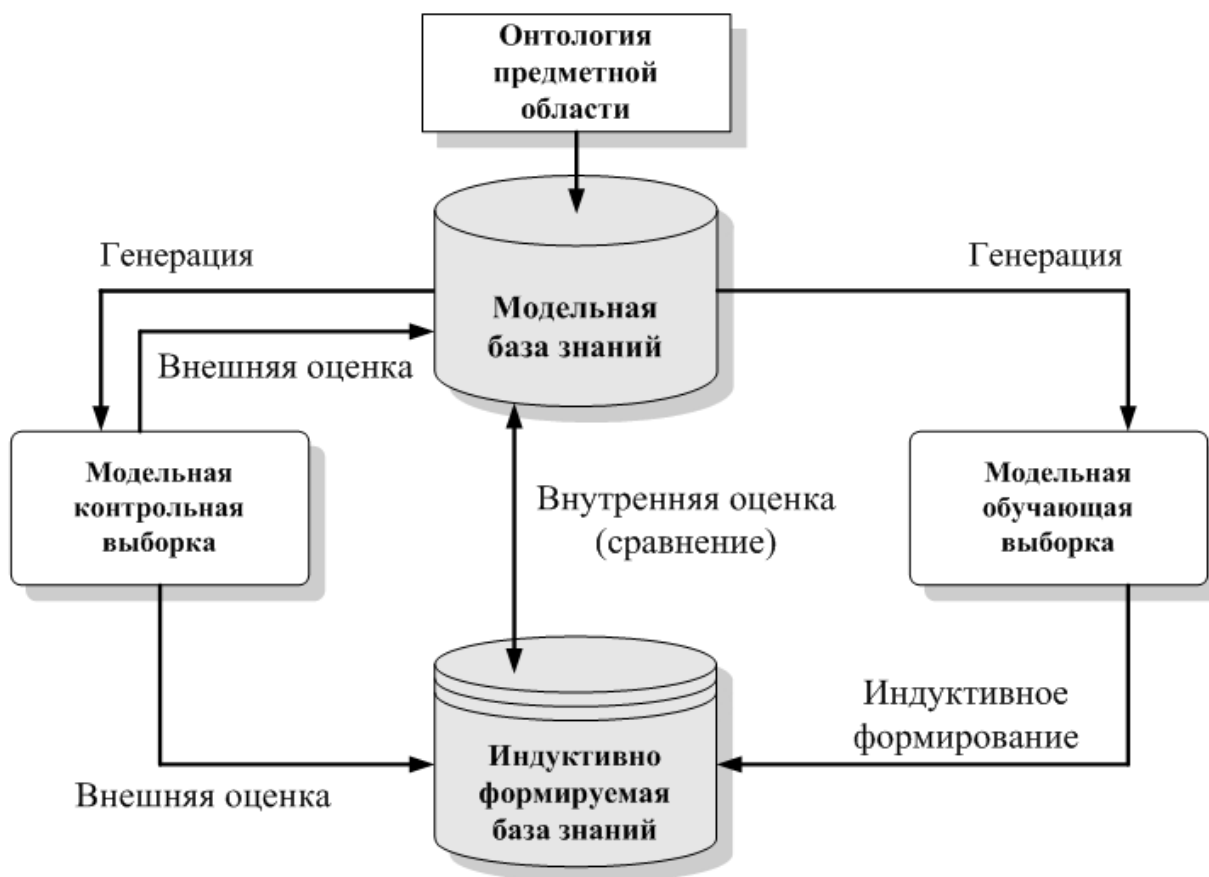 Онтология
предметной
области
Генерация
Генерация
Модельная
база знаний
Внешняя оценка
Модельная
контрольная
выборка
Внутренняя оценка
(сравнение)
Модельная
обучающая
выборка
Индуктивное
формирование
Индуктивно
формируемая
база знаний
Внешняя оценка